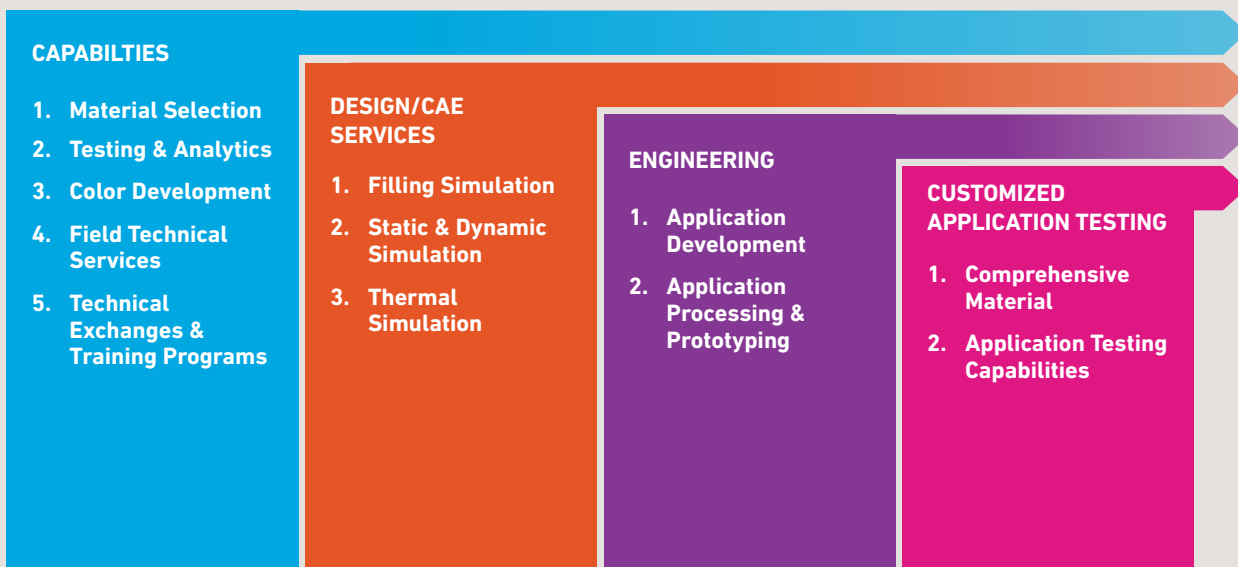 CAPABILTIES
1. Material Selection
2. Testing & Analytics
3. Color Development
4. Field Technical
Services
5. Technical
Exchanges &
Training Programs
DESIGN/CAE
SERVICES
1. Filling Simulation
2. Static & Dynamic
Simulation
3. Thermal
Simulation
ENGINEERING
1. Application
Development
2. Application
Processing &
Prototyping
CUSTOMIZED
APPLICATION TESTING
1. Comprehensive
Material
2. Application Testing
Capabilities